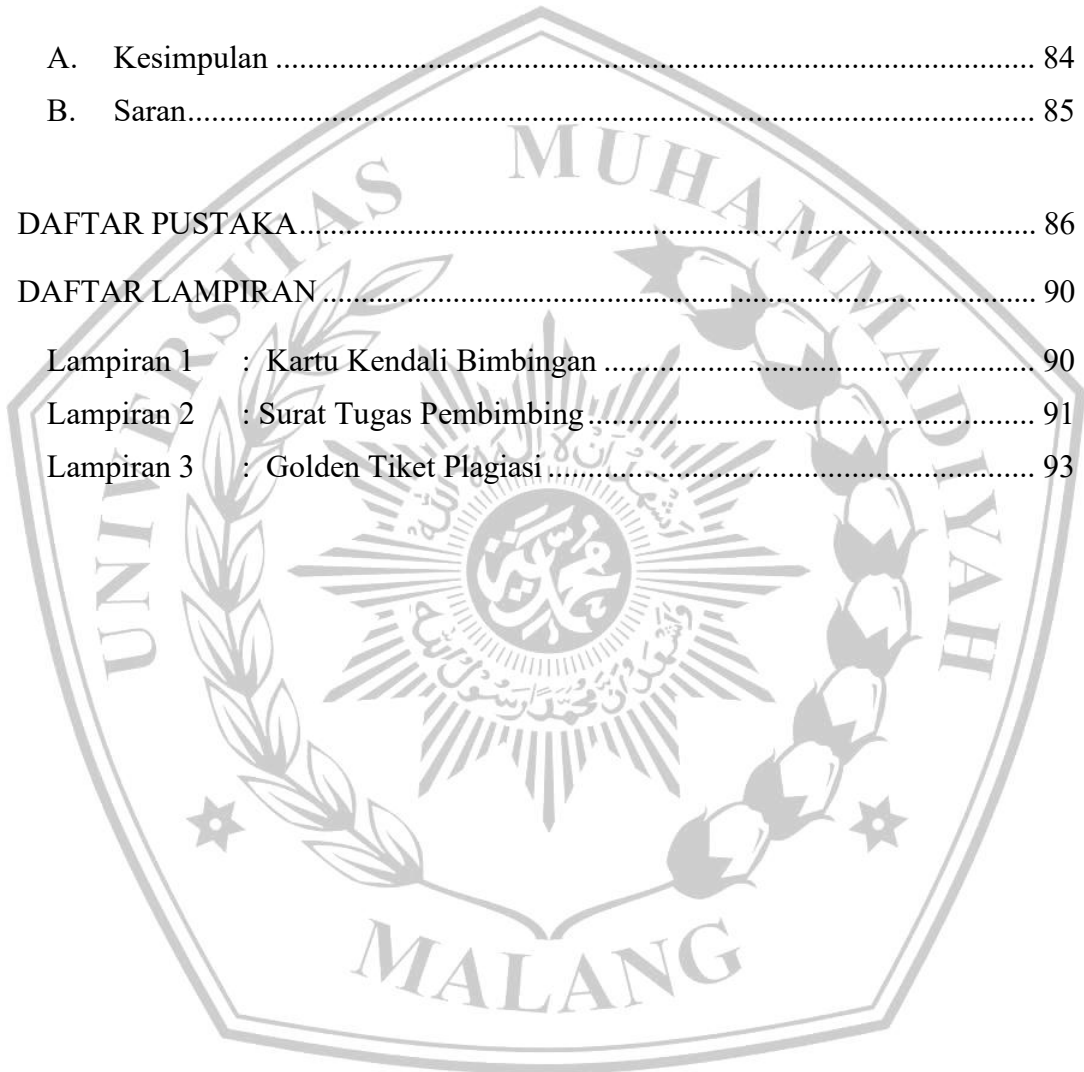 A. Kesimpulan ........................................................................................ 84
B. Saran.................................................................................................. 85
DAFTAR PUSTAKA..................................................................................... 86
DAFTAR LAMPIRAN .................................................................................. 90
Lampiran 1 : Kartu Kendali Bimbingan ..................................................... 90
Lampiran 2 : Surat Tugas Pembimbing ...................................................... 91
Lampiran 3 : Golden Tiket Plagiasi ............................................................ 93
UNIVERSITAS MUHAMMADIYAH
MALANG